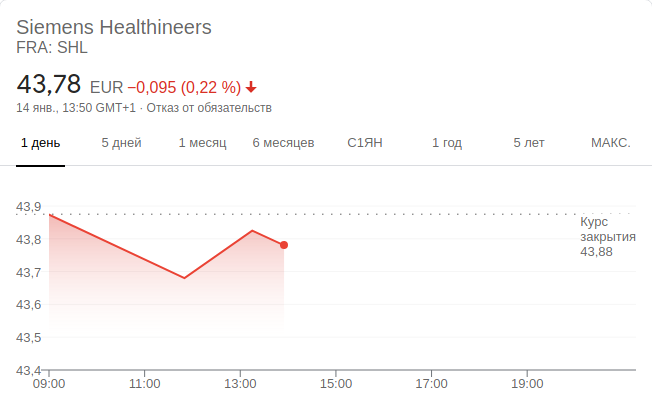 Siemens Healthineers
FRA: SHL
43,78 EUR −0,095 (0,22 %)
14 янв., 13:50 GMT+1 · Отказ от обязательств
1 день 5 дней 1 месяц 6 месяцев С1ЯН 1 год 5 лет МАКС.
43,9
Курс
закрытия
43,88
43,8
43,7
43,6
43,5
43,4
09:00 11:00 13:00 15:00 17:00 19:00